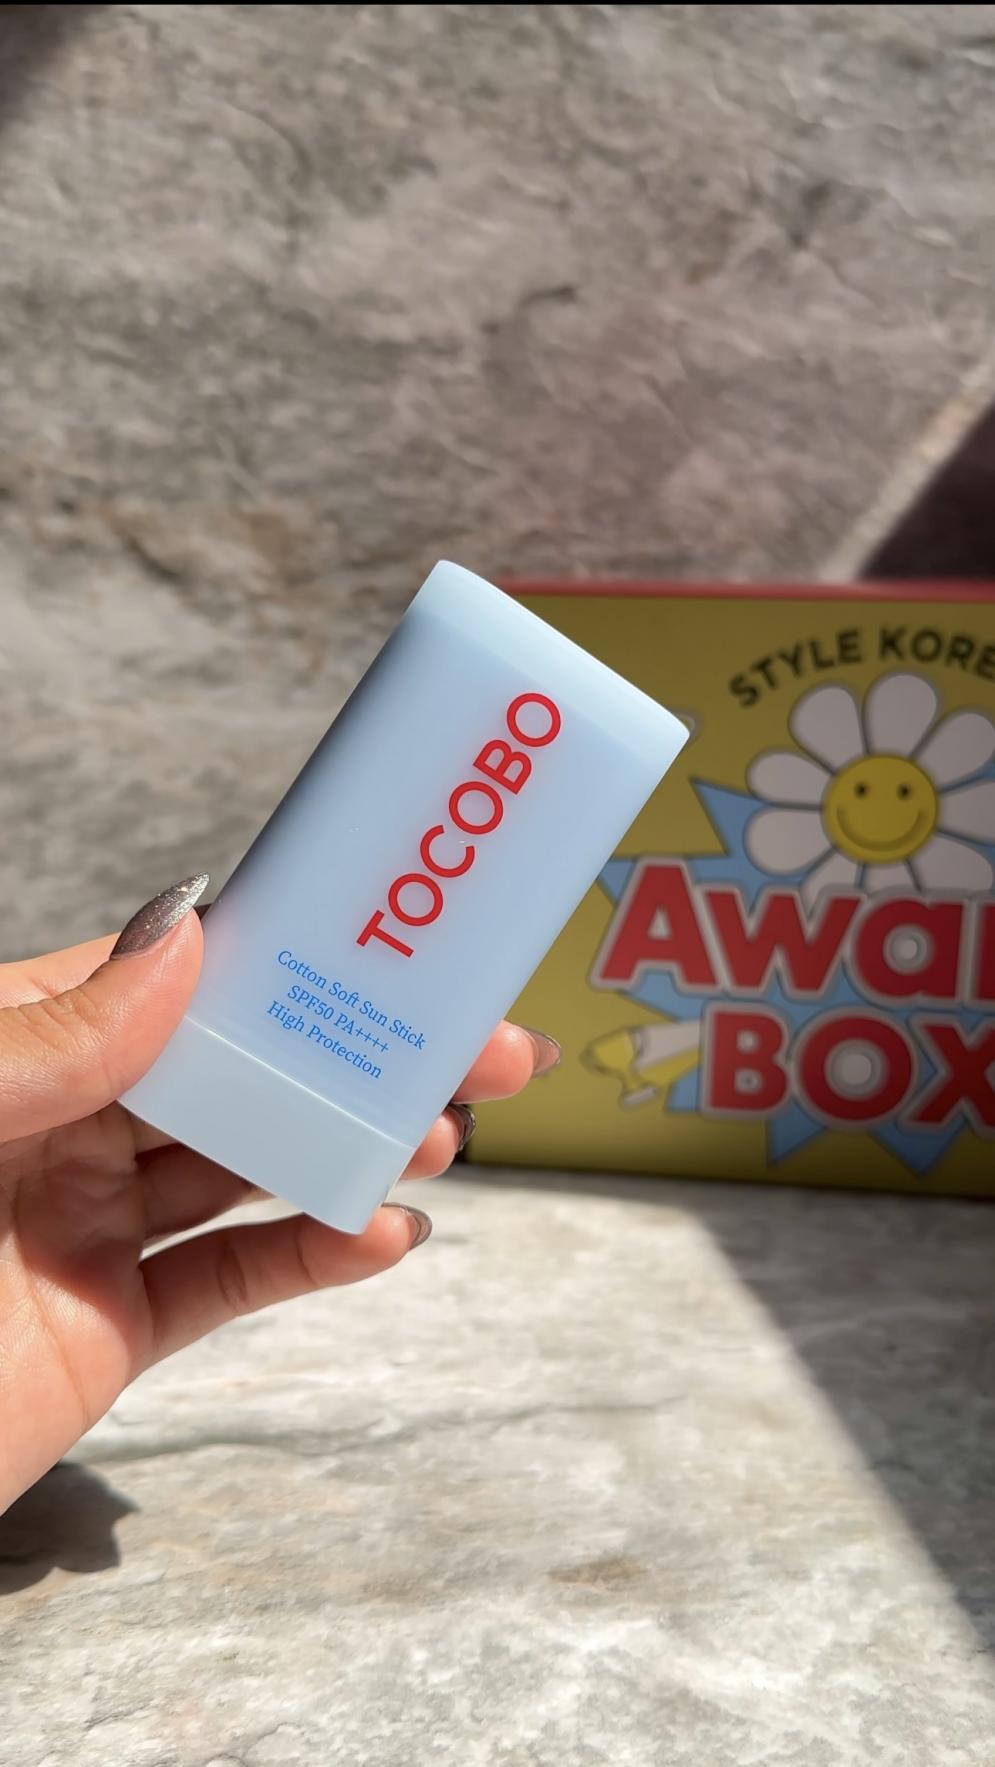 TOCOBO
Cotton Soft Sun Stick
SPF50 PA++++
High Protection
STYLE KORE
AWa
BOX